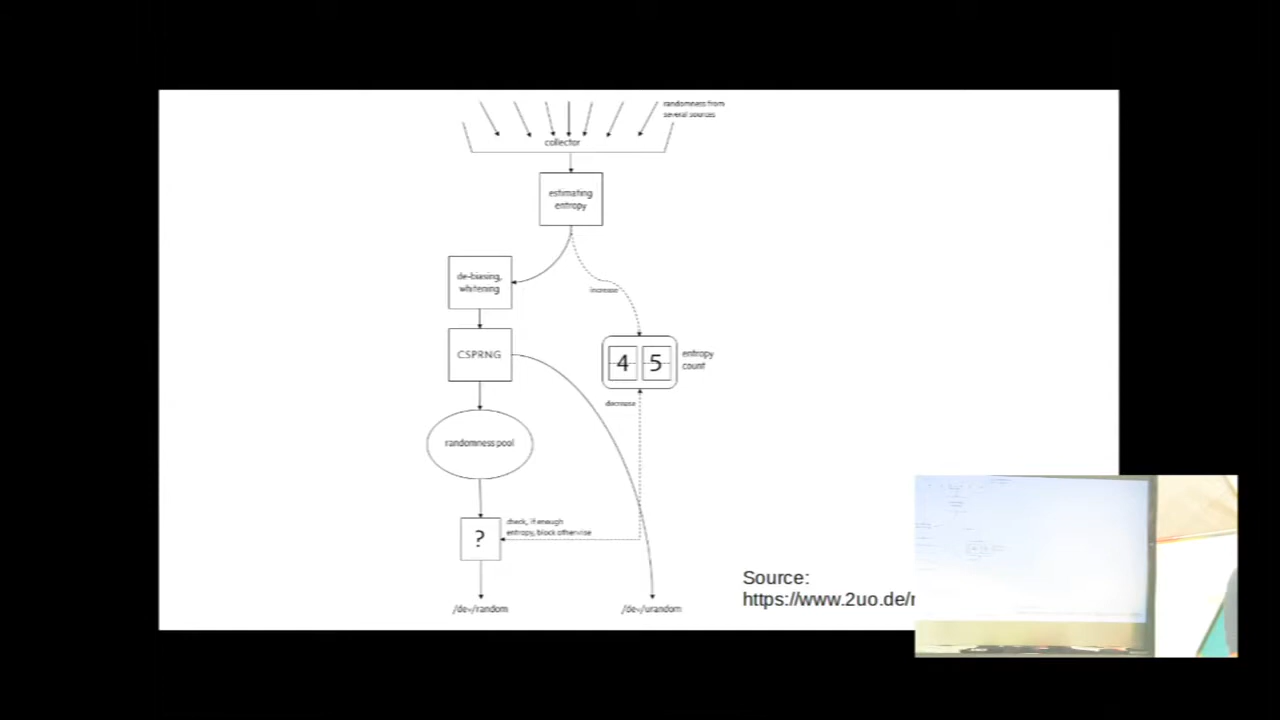 randomness from
several sources
collector
estimating
entropy
de-biasing,
whitening
increase
CSPRNG
4 5
entropy
count
decrease
randomness pool
check, if enough
entropy, block otherwise
?
/dev/random
/dev/urandom
Source:
https://www.2uo.de/